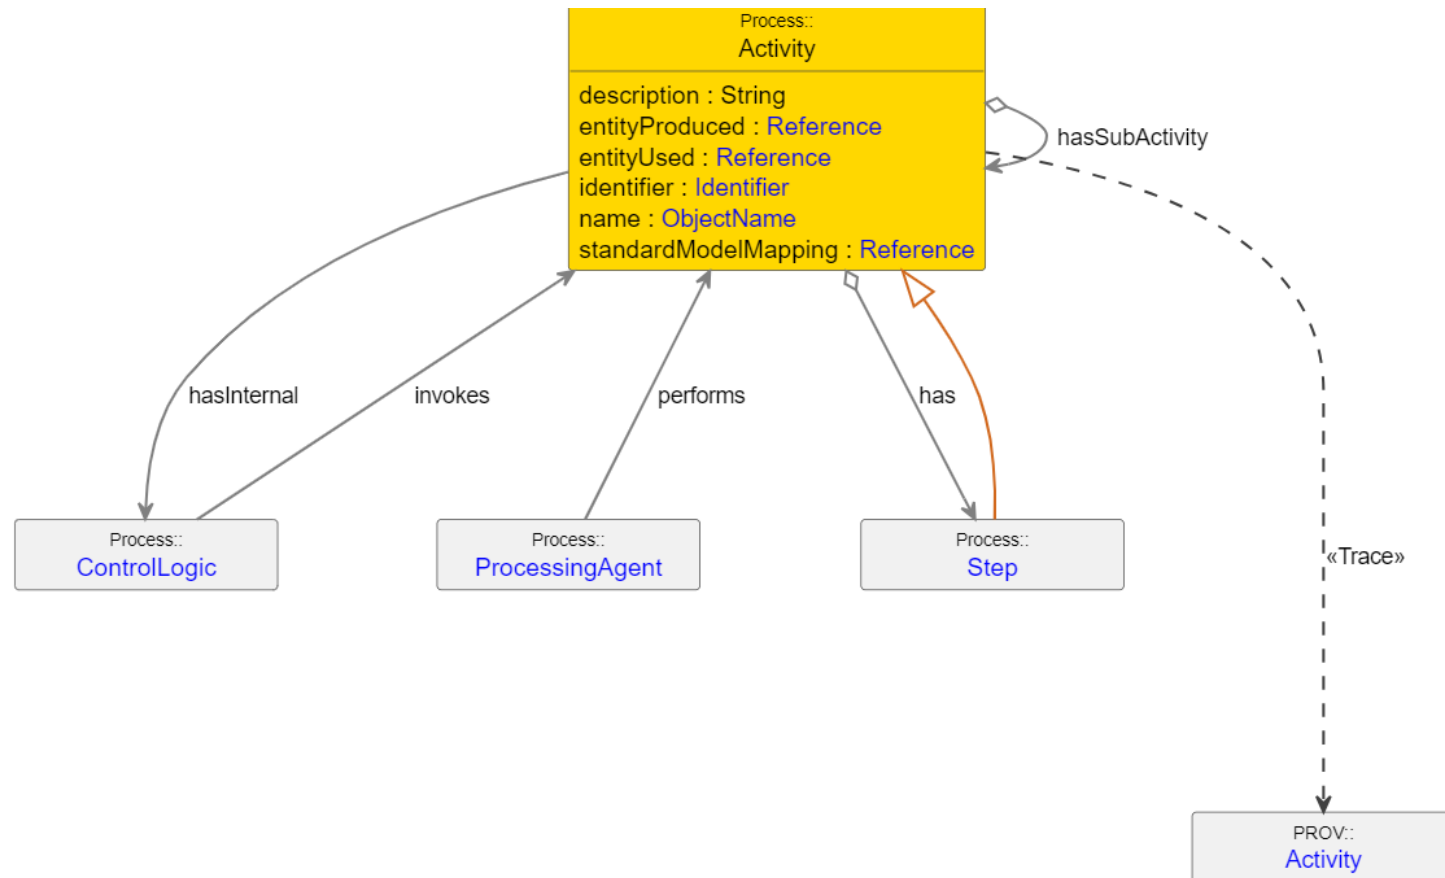 Process::
Activity
description : String
entityProduced : Reference
entityUsed : Reference
identifier : Identifier
name : ObjectName
standardModelMapping : Reference
hasSubActivity
hasInternal
invokes
performs
has
Process::
ControlLogic
Process::
ProcessingAgent
Process::
Step
«Trace»
PROV::
Activity